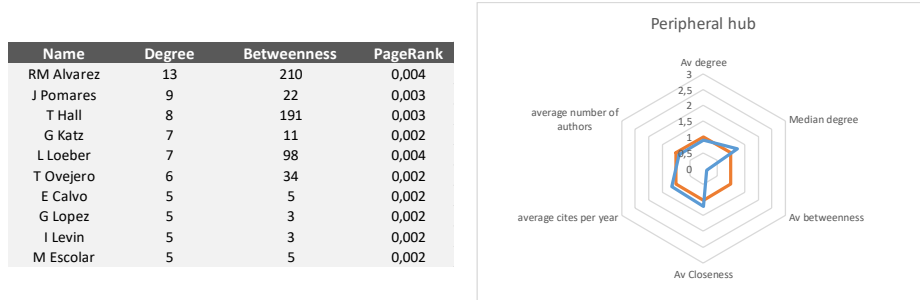 Name Degree Betweenness PageRank
RM Alvarez 13 210 0,004
J Pomares 9 22 0,003
T Hall 8 191 0,003
G Katz 7 11 0,002
L Loeber 7 98 0,004
T Ovejero 6 34 0,002
E Calvo 5 5 0,002
G Lopez 5 3 0,002
I Levin 5 3 0,002
M Escolar 5 5 0,002
Peripheral hub
Av degree
3
2,5
2
1,5
1
0,5
0
Median degree
Av betweenness
Av Closeness
average cites per year
average number of
authors